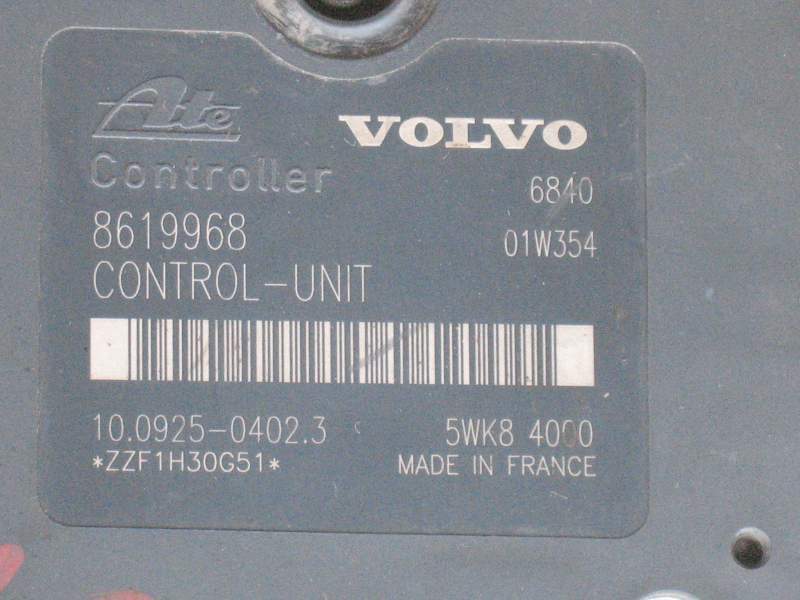 Ate VOLVO
Controller 6840
8619968 01W354
CONTROL-UNIT
10.0925-0402.3 5WK8 4000
*ZZF1H30G51* MADE IN FRANCE